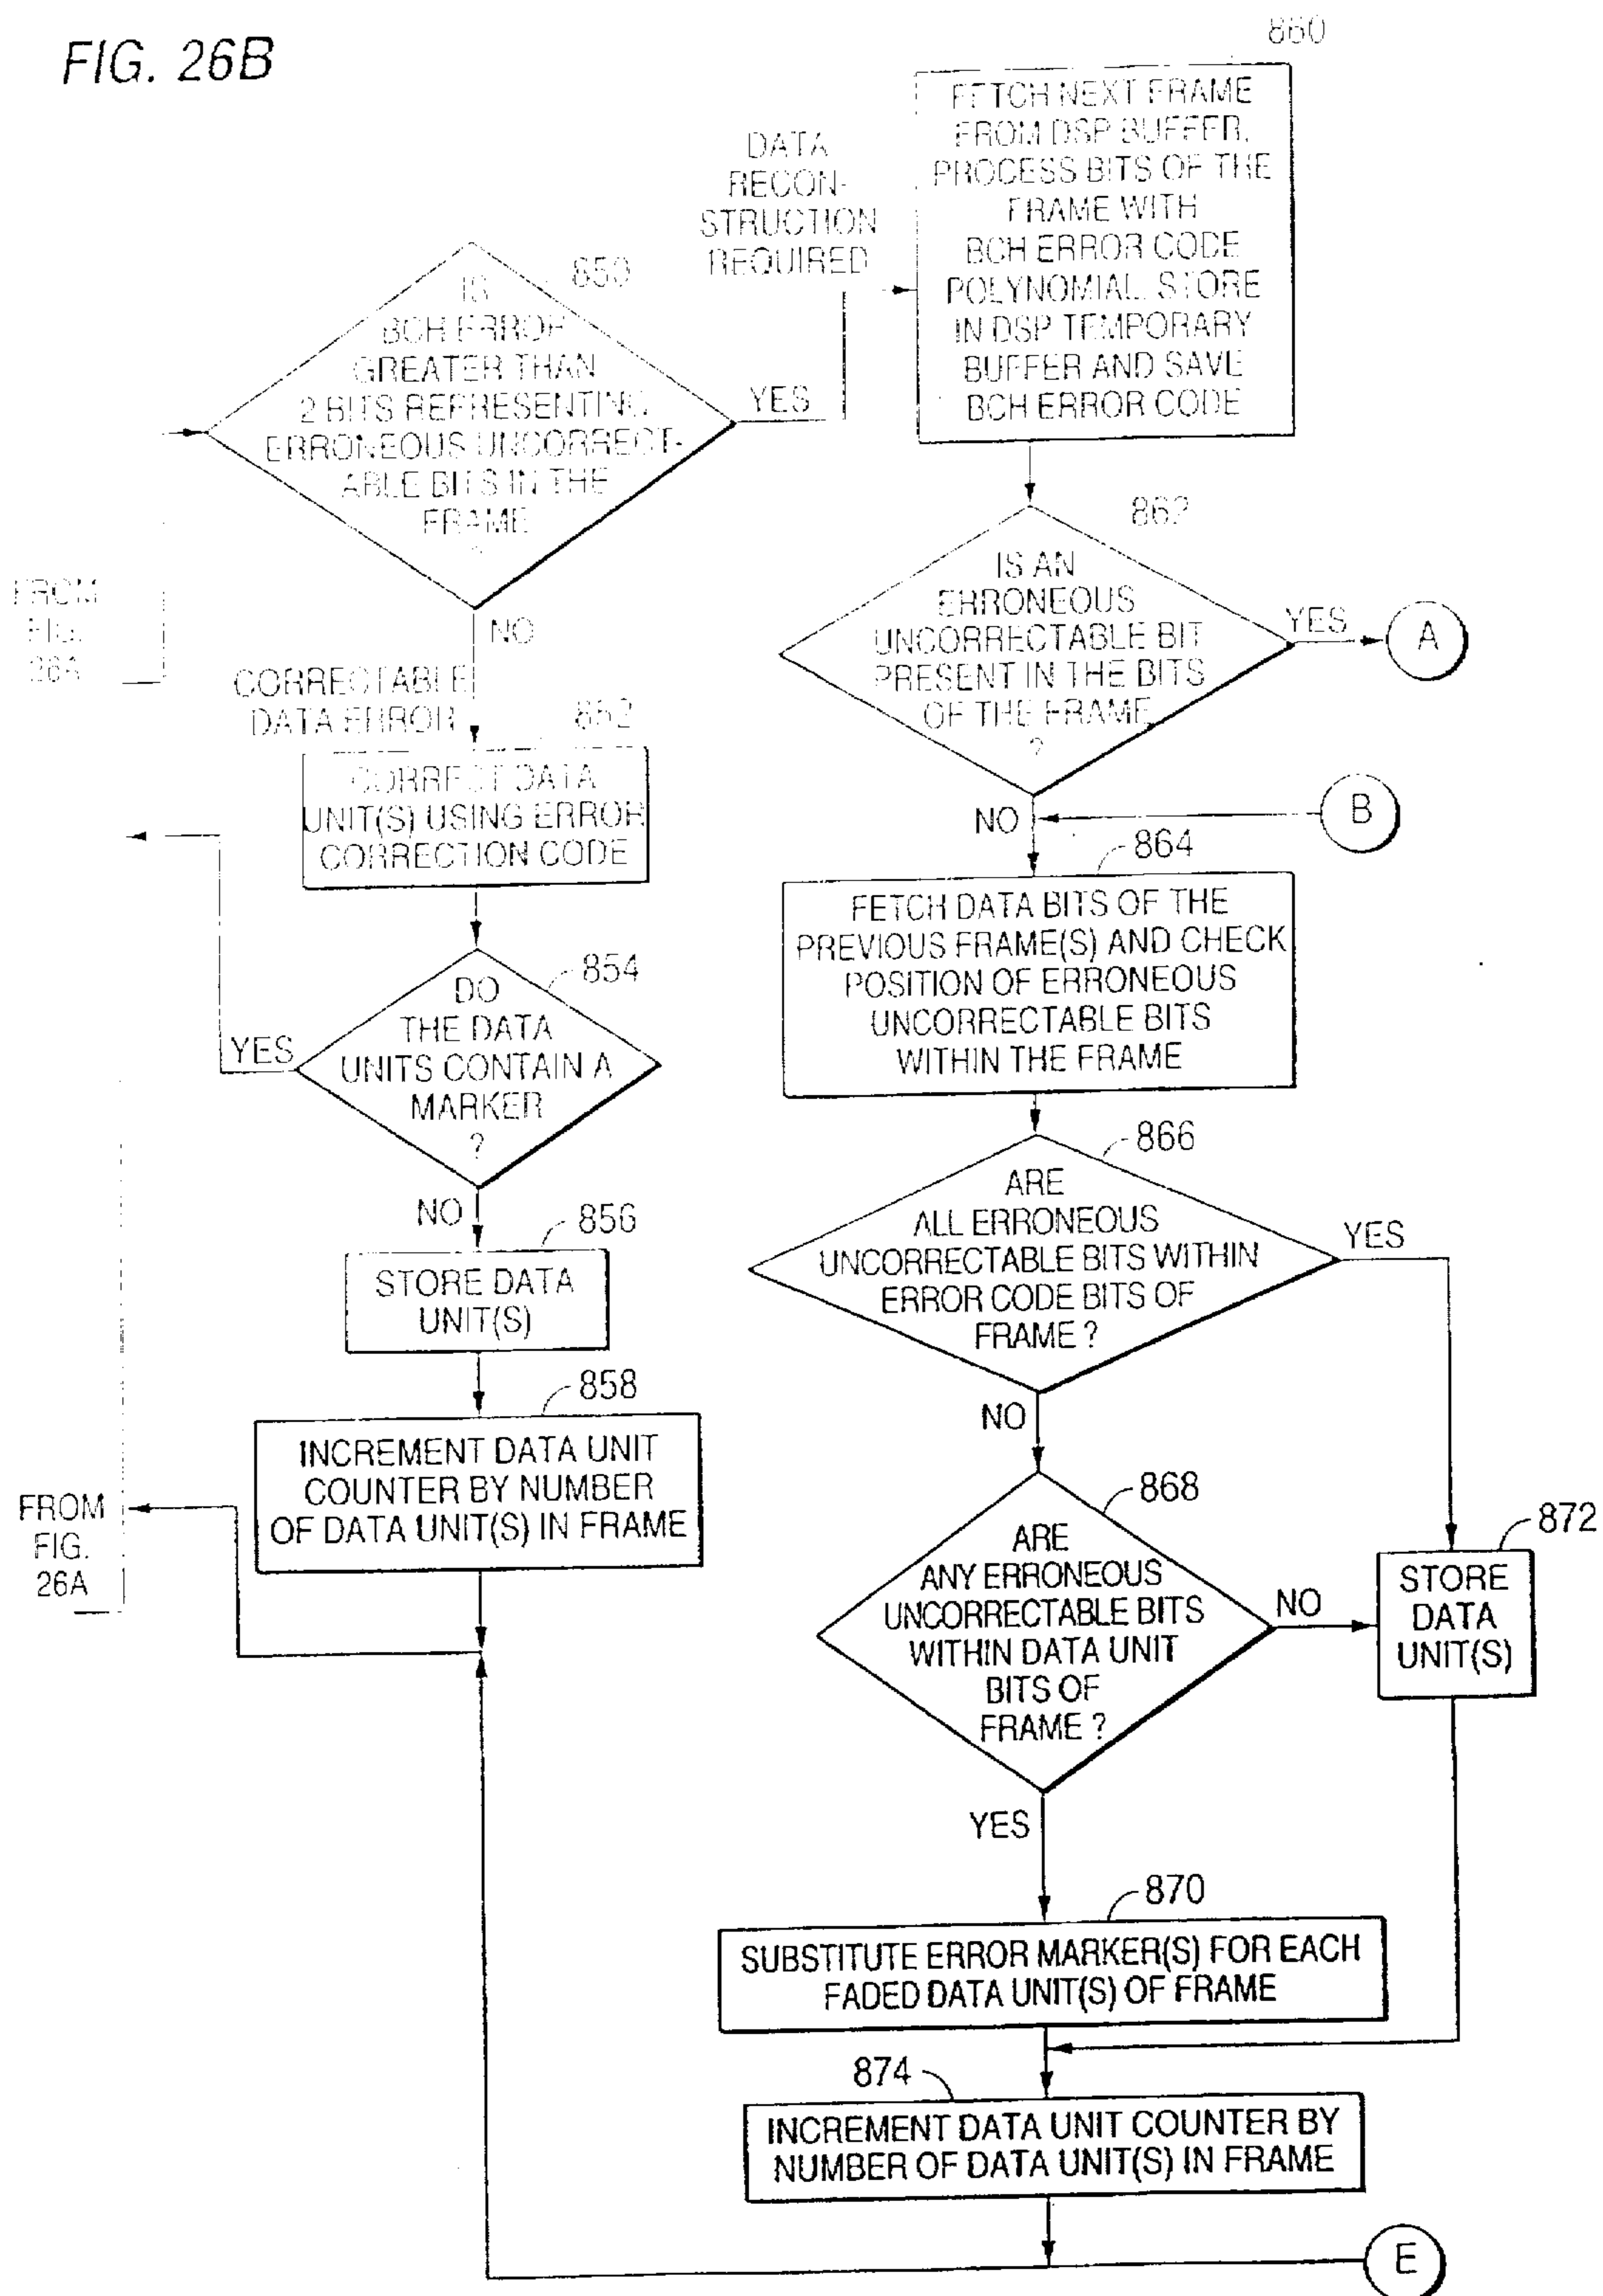 FIG. 26B
860
FETCH NEXT FRAME
FROM DSP BUFFER,
PROCESS BITS OF THE
FRAME WITH
BCH ERROR CODE
POLYNOMIAL, STORE
IN DSP TEMPORARY
BUFFER AND SAVE
BCH ERROR CODE
DATA
RECON-
STRUCTION
REQUIRED
850
IS
BCH ERROR
GREATER THAN
2 BITS REPRESENTING
ERRONEOUS UNCORRECT-
ABLE BITS IN THE
FRAME
?
YES
NO
FROM
FIG.
26A
CORRECTABLE
DATA ERROR
852
CORRECT DATA
UNIT(S) USING ERROR
CORRECTION CODE
854
DO
THE DATA
UNITS CONTAIN A
MARKER
?
YES
NO
856
STORE DATA
UNIT(S)
858
INCREMENT DATA UNIT
COUNTER BY NUMBER
OF DATA UNIT(S) IN FRAME
FROM
FIG.
26A
862
IS AN
ERRONEOUS
UNCORRECTABLE BIT
PRESENT IN THE BITS
OF THE FRAME
?
YES
A
NO
B
864
FETCH DATA BITS OF THE
PREVIOUS FRAME(S) AND CHECK
POSITION OF ERRONEOUS
UNCORRECTABLE BITS
WITHIN THE FRAME
866
ARE
ALL ERRONEOUS
UNCORRECTABLE BITS WITHIN
ERROR CODE BITS OF
FRAME ?
YES
NO
868
ARE
ANY ERRONEOUS
UNCORRECTABLE BITS
WITHIN DATA UNIT
BITS OF
FRAME ?
NO
872
STORE
DATA
UNIT(S)
YES
870
SUBSTITUTE ERROR MARKER(S) FOR EACH
FADED DATA UNIT(S) OF FRAME
874
INCREMENT DATA UNIT COUNTER BY
NUMBER OF DATA UNIT(S) IN FRAME
E